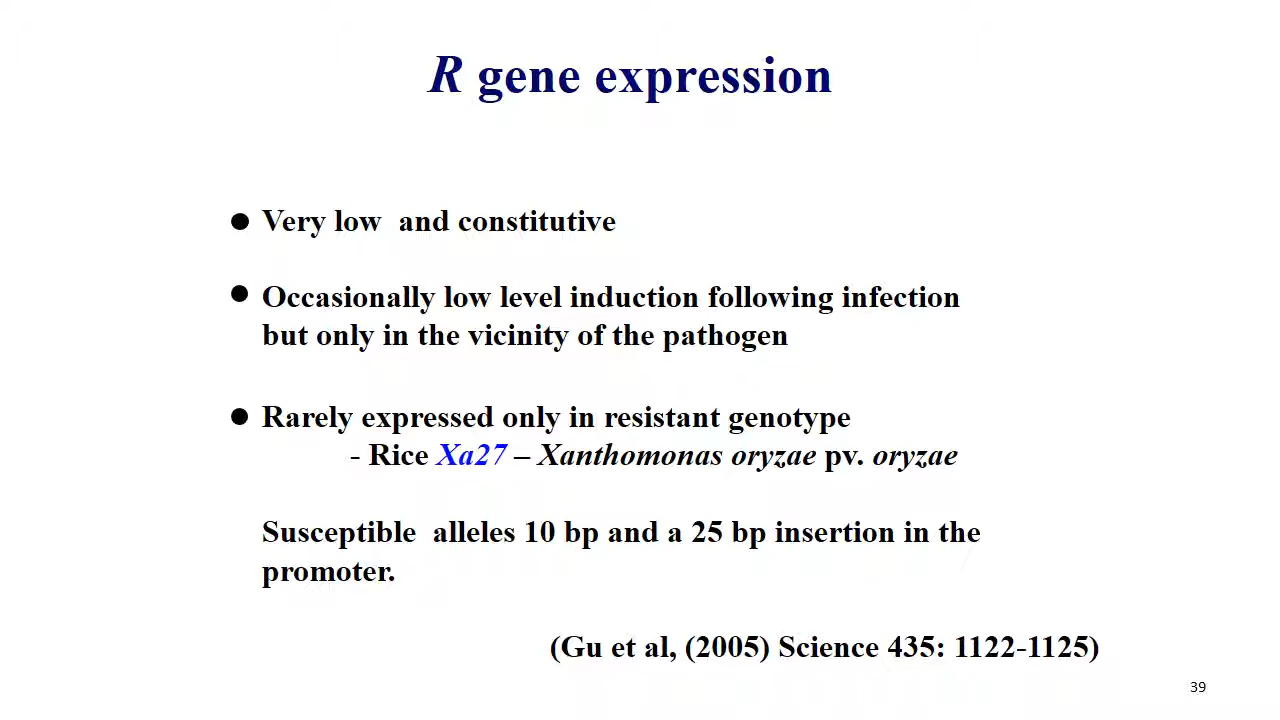 R gene expression
● Very low and constitutive
● Occasionally low level induction following infection
but only in the vicinity of the pathogen
● Rarely expressed only in resistant genotype
- Rice Xa27 – Xanthomonas oryzae pv. oryzae
Susceptible alleles 10 bp and a 25 bp insertion in the
promoter.
(Gu et al, (2005) Science 435: 1122-1125)
39